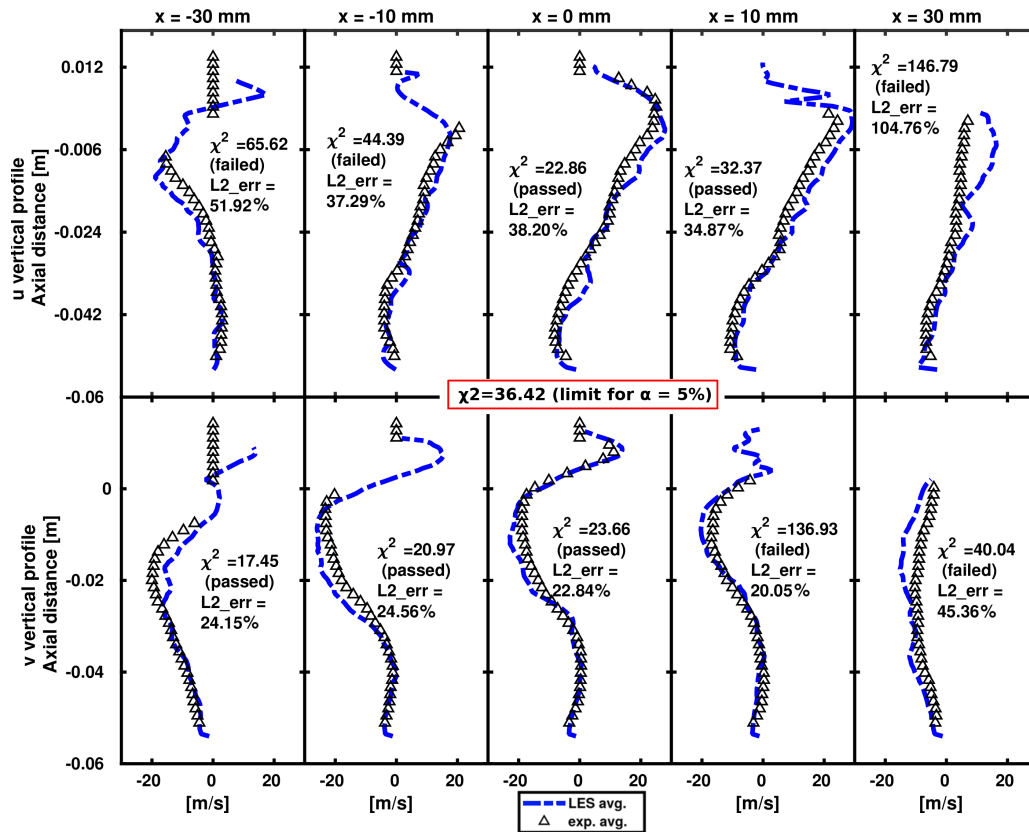 x = -30 mm
x = -10 mm
x = 0 mm
x = 10 mm
x = 30 mm
u vertical profile
Axial distance [m]
0.012
-0.006
-0.024
-0.042
-0.06
χ² =65.62
(failed)
L2_err =
51.92%
χ² =44.39
(failed)
L2_err =
37.29%
χ² =22.86
(passed)
L2_err =
38.20%
χ² =32.37
(passed)
L2_err =
34.87%
χ² =146.79
(failed)
L2_err =
104.76%
χ2=36.42 (limit for α = 5%)
v vertical profile
Axial distance [m]
0
-0.02
-0.04
-0.06
χ² =17.45
(passed)
L2_err =
24.15%
χ² =20.97
(passed)
L2_err =
24.56%
χ² =23.66
(passed)
L2_err =
22.84%
χ² =136.93
(failed)
L2_err =
20.05%
χ² =40.04
(failed)
L2_err =
45.36%
-20 0 20
-20 0 20
-20 0 20
-20 0 20
-20 0 20
[m/s]
[m/s]
[m/s]
[m/s]
[m/s]
LES avg.
exp. avg.